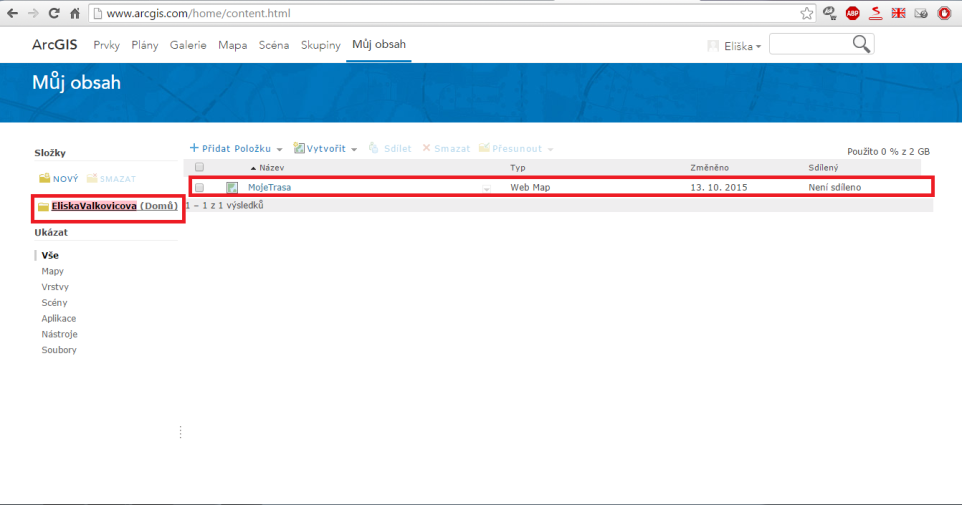 www.arcgis.com/home/content.html
ABP
ArcGIS Prvky Plány Galerie Mapa Scéna Skupiny Můj obsah Eliška
Můj obsah
Složky
NOVÝ SMAZAT
EliskaValkovicova (Domů)
Ukázat
Vše
Mapy
Vrstvy
Scény
Aplikace
Nástroje
Soubory
Přidat Položku Vytvořit Sdílet Smazat Přesunout Použito 0 % z 2 GB
Název Typ Změněno Sdílený
MojeTrasa Web Map 13. 10. 2015 Není sdíleno
1 – 1 z 1 výsledků